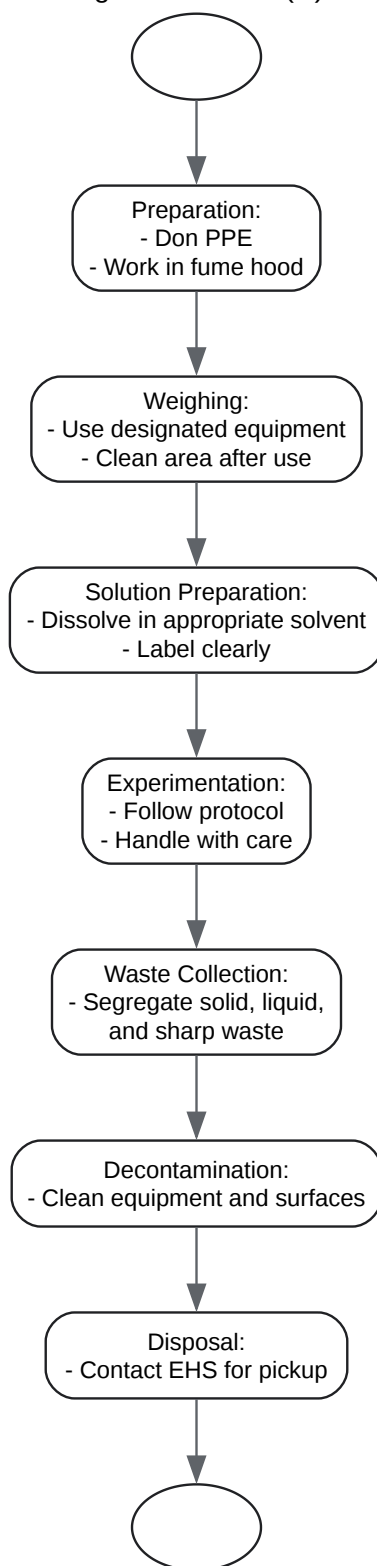 Preparation:
- Don PPE
- Work in fume hood
Weighing:
- Use designated equipment
- Clean area after use
Solution Preparation:
- Dissolve in appropriate solvent
- Label clearly
Experimentation:
- Follow protocol
- Handle with care
Waste Collection:
- Segregate solid, liquid,
and sharp waste
Decontamination:
- Clean equipment and surfaces
Disposal:
- Contact EHS for pickup